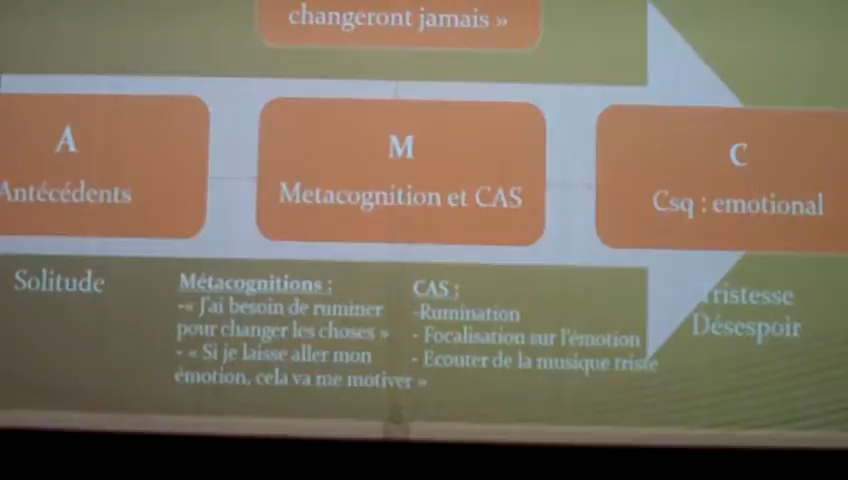 changeront jamais »
A
Antécédents
M
Metacognition et CAS
C
Csq : emotional
Solitude
Métacognitions :
-« J'ai besoin de ruminer
pour changer les choses »
- « Si je laisse aller mon
émotion, cela va me motiver »
CAS :
-Rumination
- Focalisation sur l'émotion
- Ecouter de la musique triste
Tristesse
Désespoir